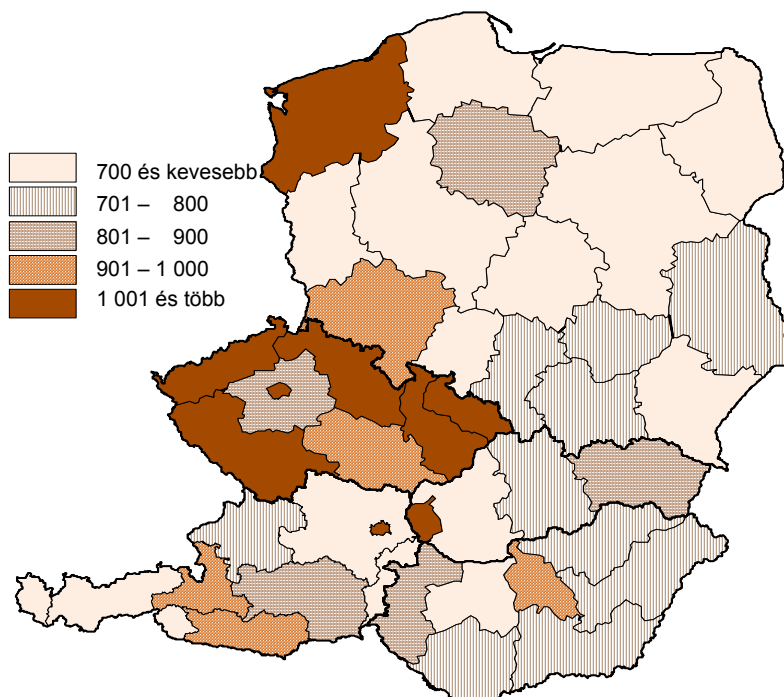 700 és kevesebb
701 – 800
801 – 900
901 – 1 000
1 001 és több